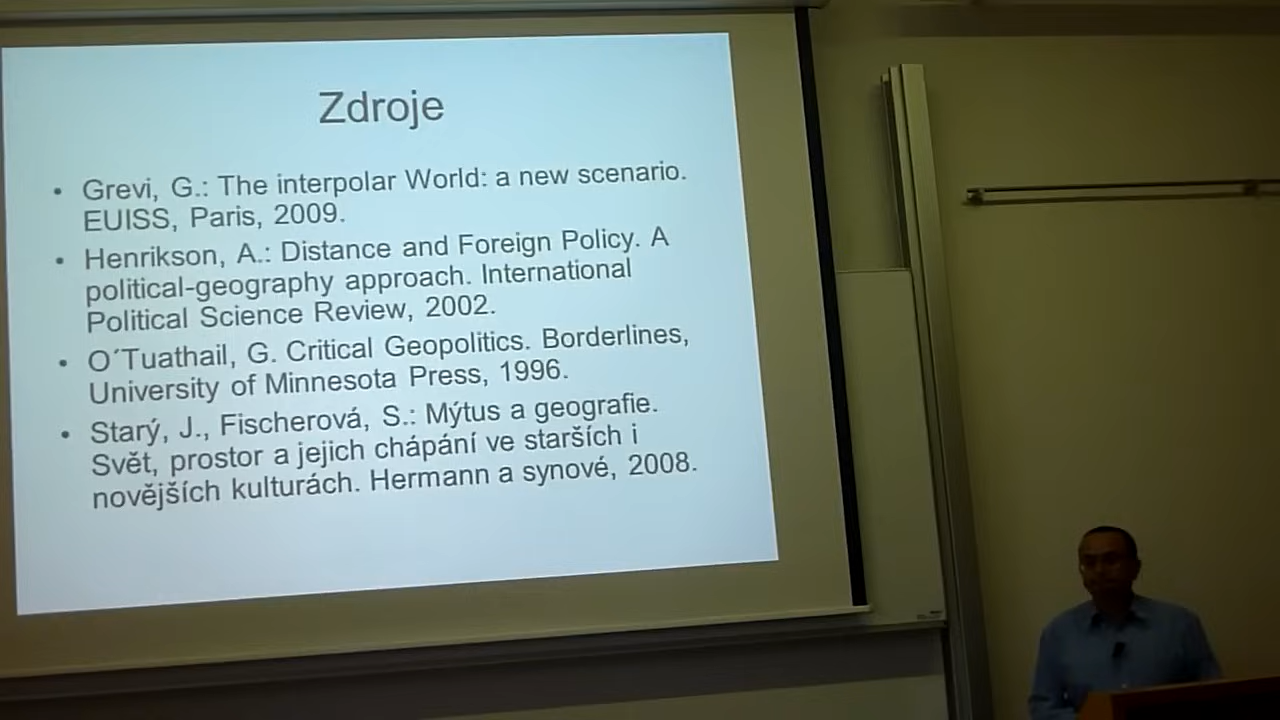 Zdroje
• Grevi, G.: The interpolar World: a new scenario.
EUISS, Paris, 2009.
• Henrikson, A.: Distance and Foreign Policy. A
political-geography approach. International
Political Science Review, 2002.
• O´Tuathail, G. Critical Geopolitics. Borderlines,
University of Minnesota Press, 1996.
• Starý, J., Fischerová, S.: Mýtus a geografie.
Svět, prostor a jejich chápání ve starších i
novějších kulturách. Hermann a synové, 2008.